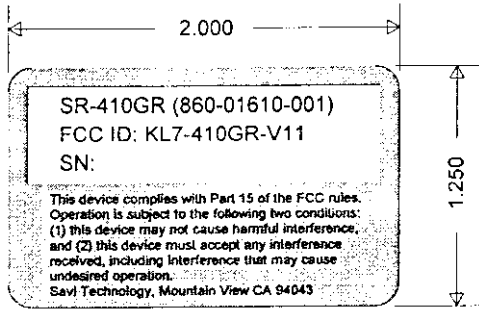 2.000
SR-410GR (860-01610-001)
FCC ID: KL7-410GR-V11
SN:
1.250
This device complies with Part 15 of the FCC rules.
Operation is subject to the following two conditions:
(1) this device may not cause harmful interference,
and (2) this device must accept any interference
received, including Interference that may cause
undesired operation.
Savi Technology, Mountain View CA 94043